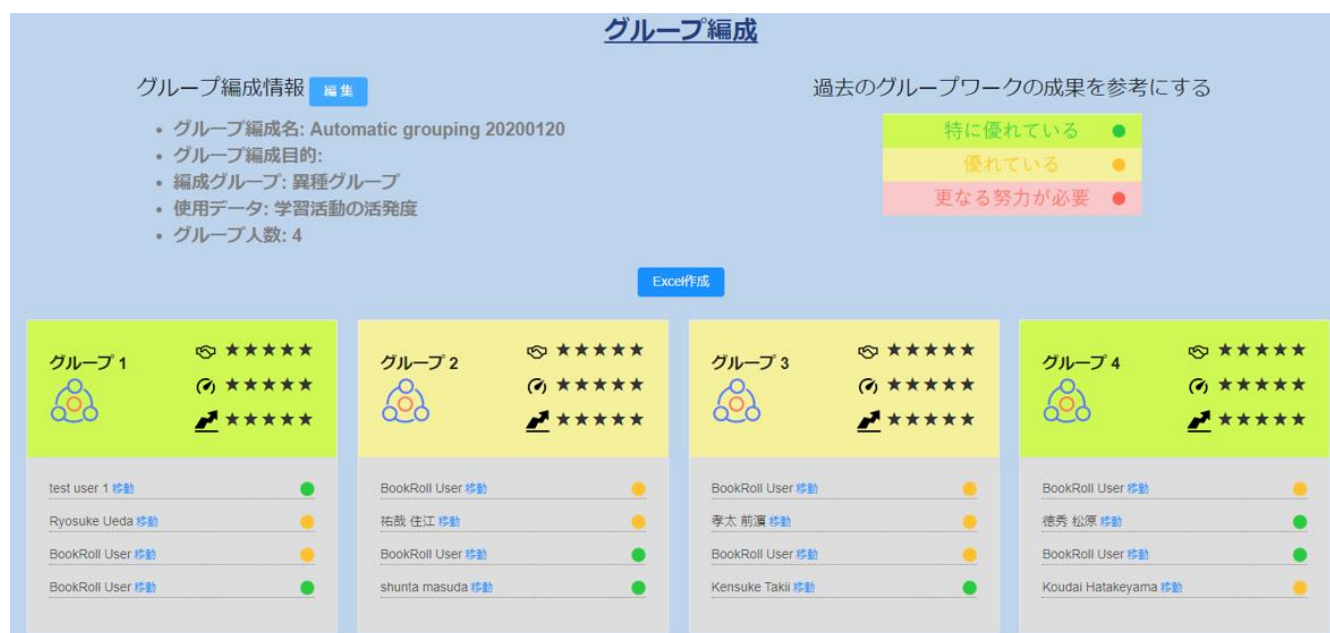 グループ編成
グループ編成情報 編集
• グループ編成名: Automatic grouping 20200120
• グループ編成目的:
• 編成グループ: 異種グループ
• 使用データ: 学習活動の活発度
• グループ人数: 4
過去のグループワークの成果を参考にする
特に優れている
優れている
更なる努力が必要
Excel作成
グループ 1
★★★★★
★★★★★
★★★★★
test user 1 移動
Ryosuke Ueda 移動
BookRoll User 移動
BookRoll User 移動
グループ 2
★★★★★
★★★★★
★★★★★
BookRoll User 移動
祐哉 住江 移動
BookRoll User 移動
shunta masuda 移動
グループ 3
★★★★★
★★★★★
★★★★★
BookRoll User 移動
孝太 前濵 移動
BookRoll User 移動
Kensuke Takii 移動
グループ 4
★★★★★
★★★★★
★★★★★
BookRoll User 移動
徳秀 松原 移動
BookRoll User 移動
Koudai Hatakeyama 移動